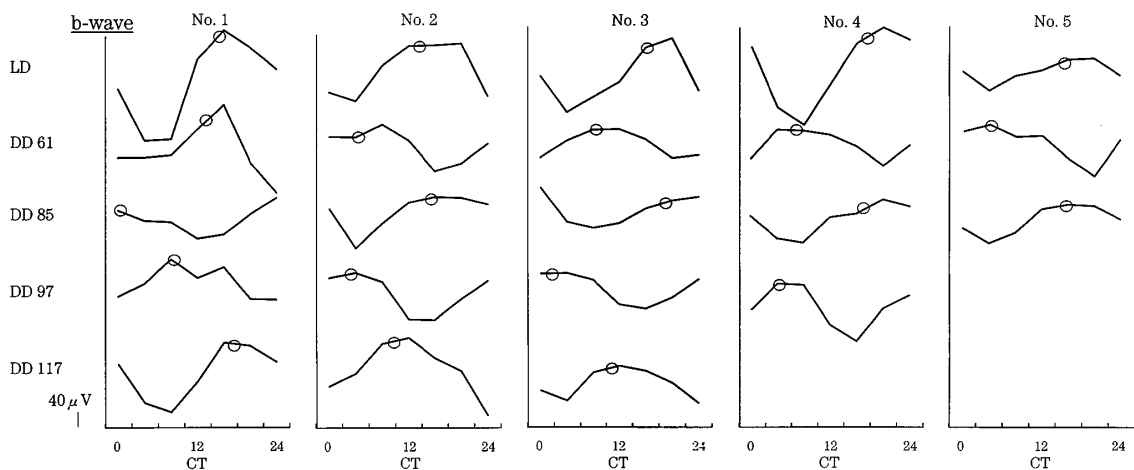 b-wave
No. 1
No. 2
No. 3
No. 4
No. 5
LD
DD 61
DD 85
DD 97
DD 117
40 μV
0 12 24
CT
0 12 24
CT
0 12 24
CT
0 12 24
CT
0 12 24
CT